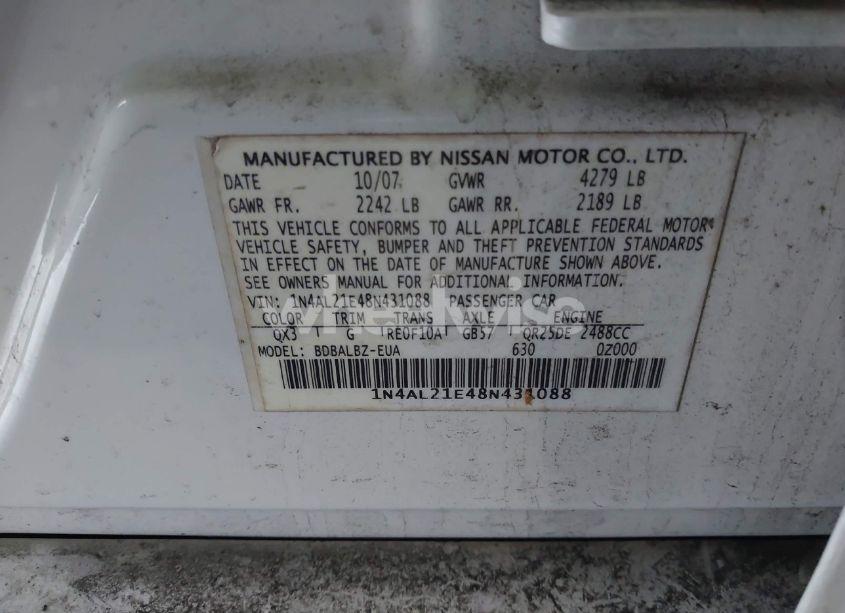 MANUFACTURED BY NISSAN MOTOR CO., LTD.
DATE 10/07 GVWR 4279 LB
GAWR FR. 2242 LB GAWR RR. 2189 LB
THIS VEHICLE CONFORMS TO ALL APPLICABLE FEDERAL MOTOR
VEHICLE SAFETY, BUMPER AND THEFT PREVENTION STANDARDS
IN EFFECT ON THE DATE OF MANUFACTURE SHOWN ABOVE.
SEE OWNERS MANUAL FOR ADDITIONAL INFORMATION.
VIN: 1N4AL21E48N431088 PASSENGER CAR
COLOR TRIM TRANS AXLE ENGINE
QX3 G RE0F10A GB57 QR25DE 2488CC
MODEL: BDBALBZ-EUA 630 0Z000
1N4AL21E48N431088